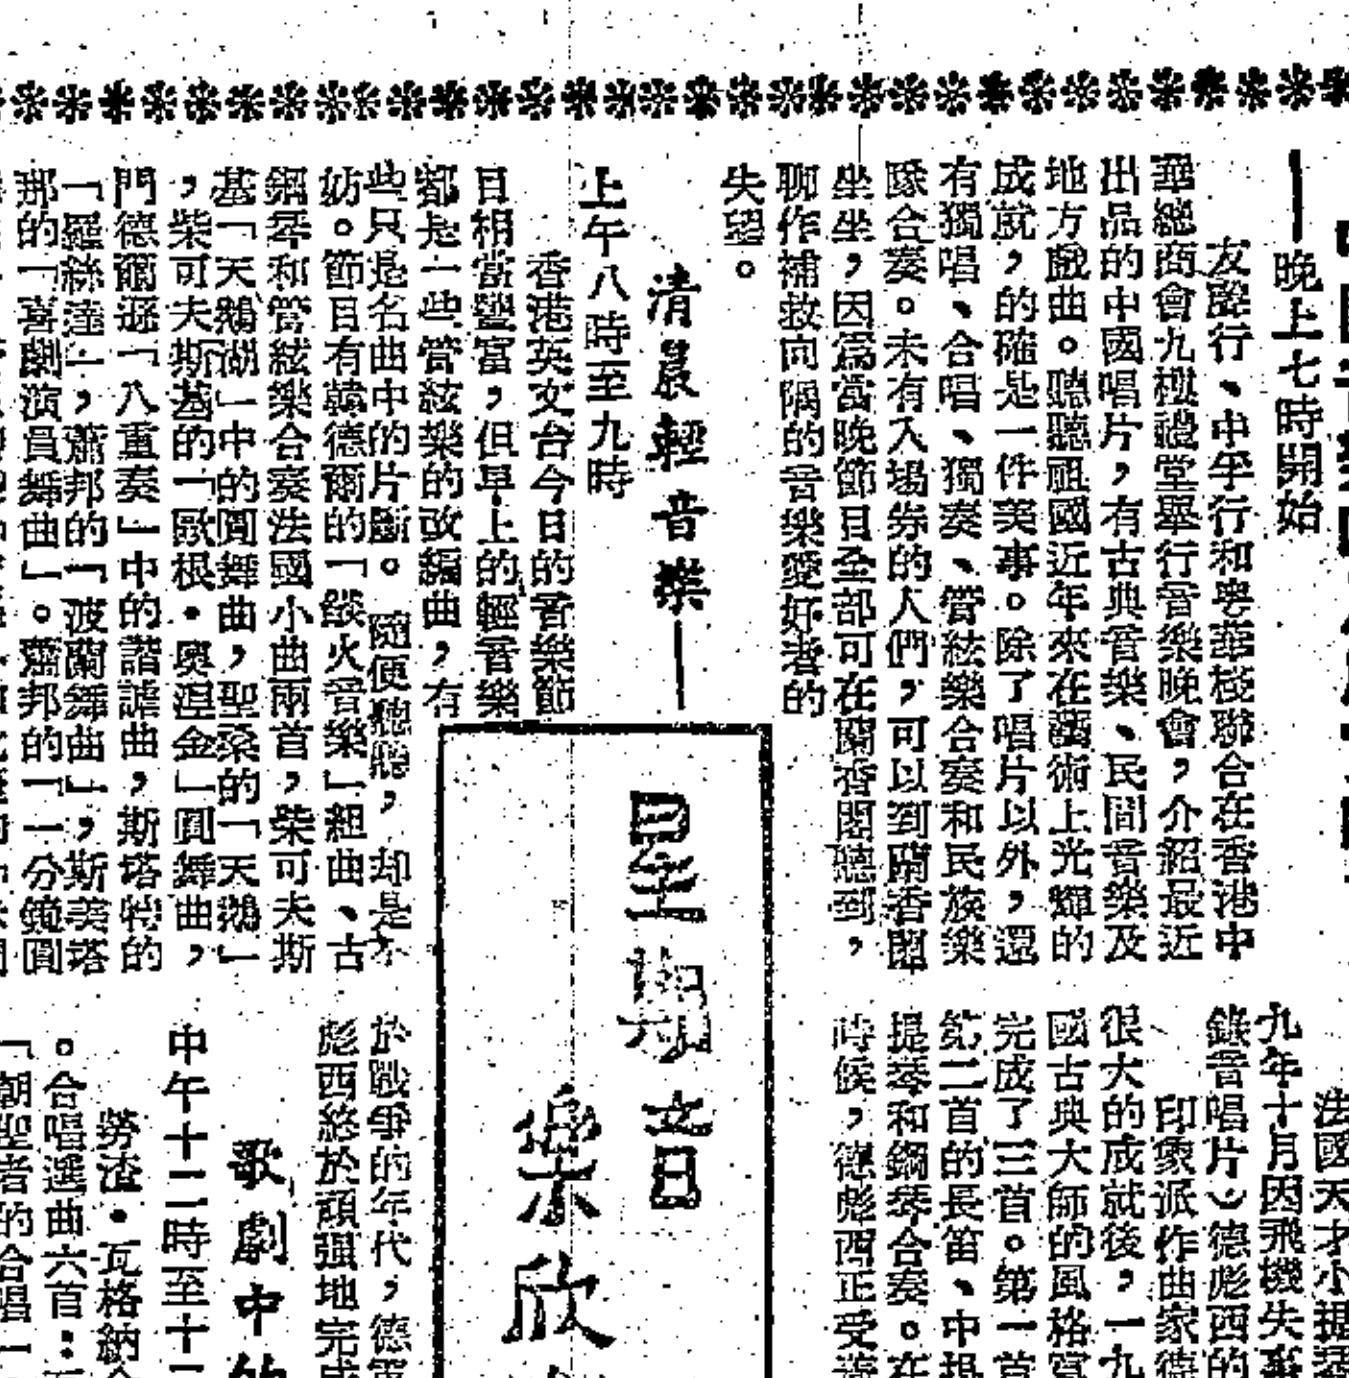 ——晚上七時開始
友聲行、中孚行和粵華極聯合在香港中
華總商會九樓禮堂舉行音樂晚會，介紹最近
出品的中國唱片，有古典音樂、民間音樂及
地方戲曲。聽聽祖國近年來在藝術上光輝的
成就，的確是一件美事。除了唱片以外，還
有獨唱、合唱、獨奏、管絃樂合奏和民族樂
隊合奏。未有入場券的人們，可以到蘭香閣
坐坐，因爲當晚節目全部可在蘭香閣聽到，
聊作補救向隅的音樂愛好者的
失望。
清晨輕音樂——
上午八時至九時
香港英文台今日的音樂節
目相當豐富，但早上的輕音樂
都是一些管絃樂的改編曲，有
些只是名曲中的片斷。隨便聽聽，却是不
妨。節目有韓德爾的「燄火音樂」組曲、古
鋼琴和管絃樂合奏法國小曲兩首，柴可夫斯
基「天鵝湖」中的圓舞曲，聖桑的「天鵝」
，柴可夫斯基的「歐根・奧涅金」圓舞曲，
門德爾遜「八重奏」中的諧謔曲，斯塔特的
「羅絲達」，蕭邦的「波蘭舞曲」，斯美塔
那的「喜劇演員舞曲」。蕭邦的「一分鐘圓
星期之日
樂欣
法國天才小提琴
九年十月因飛機失事
錄音唱片）德彪西的
印象派作曲家德
很大的成就後，一九
國古典大師的風格寫
完成了三首。第一首
第二首的長笛、中提
提琴和鋼琴合奏。在
時候，德彪西正受
於戰爭的年代，德軍
彪西終於頑强地完成
歌劇中的
中午十二時至十二
勞渣・瓦格納合
。合唱選曲六首：
「朝聖者的合唱」